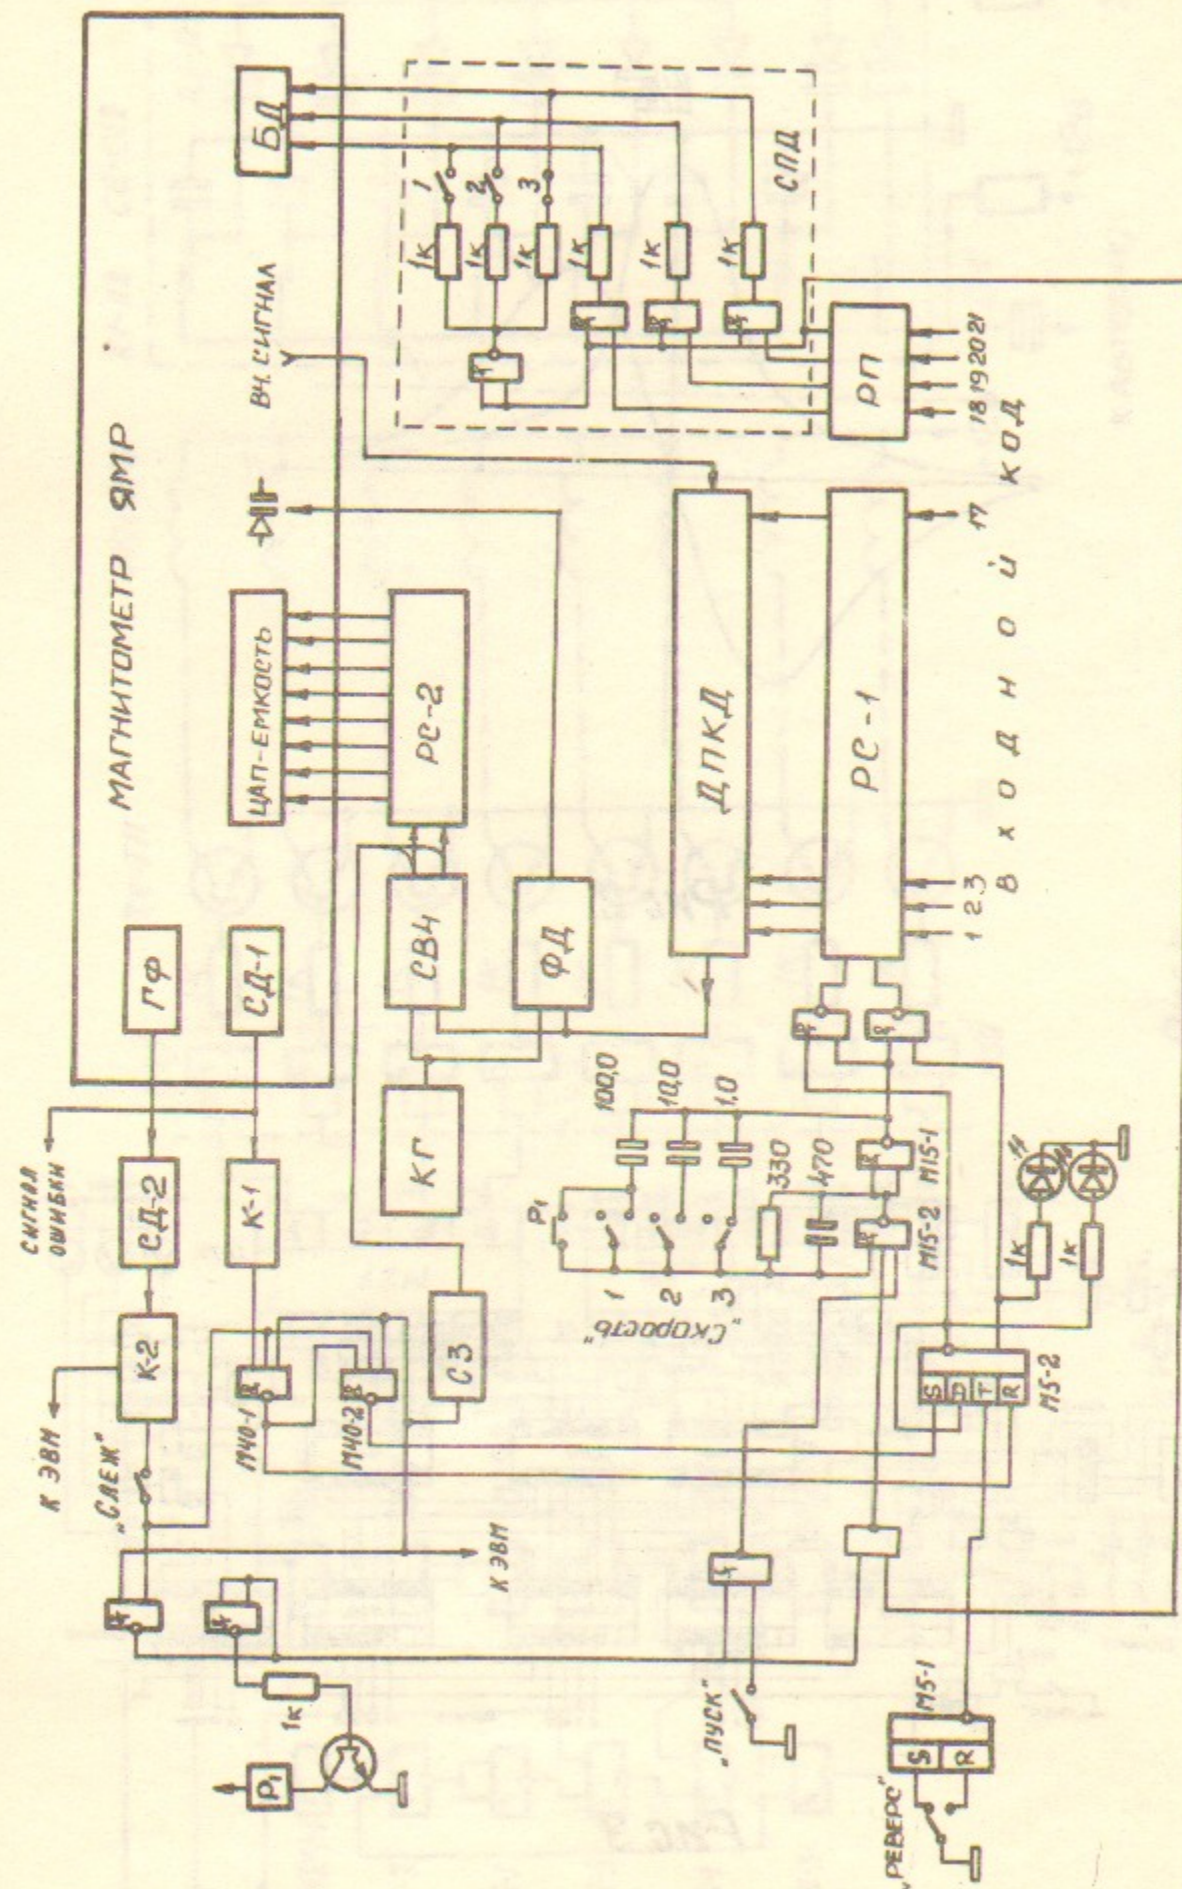 МАГНИТОМЕТР ЯМР
БД
ВЧ. СИГНАЛ
ЦАП-ЕМКОСТЬ
ГФ
СД-1
СИГНАЛ
ОШИБКИ
СД-2
К-1
К-2
К ЭВМ
„СЛЕЖ"
М40-1
М40-2
К ЭВМ
1к
P₁
РС-2
СВЧ
ФД
КГ
СЗ
1
2
3
1к
1к
1к
1к
1к
1к
СПД
РП
18 19 20 21
ДПКД
РС-1
17
1 2 3
ВХОДНОЙ КОД
P₁
100,0
10,0
1,0
330
470
1
2
3
„Скорость"
М15-1
М15-2
1к
1к
S
D
T
R
М5-2
„ПУСК"
М5-1
S
R
„РЕВЕРС"